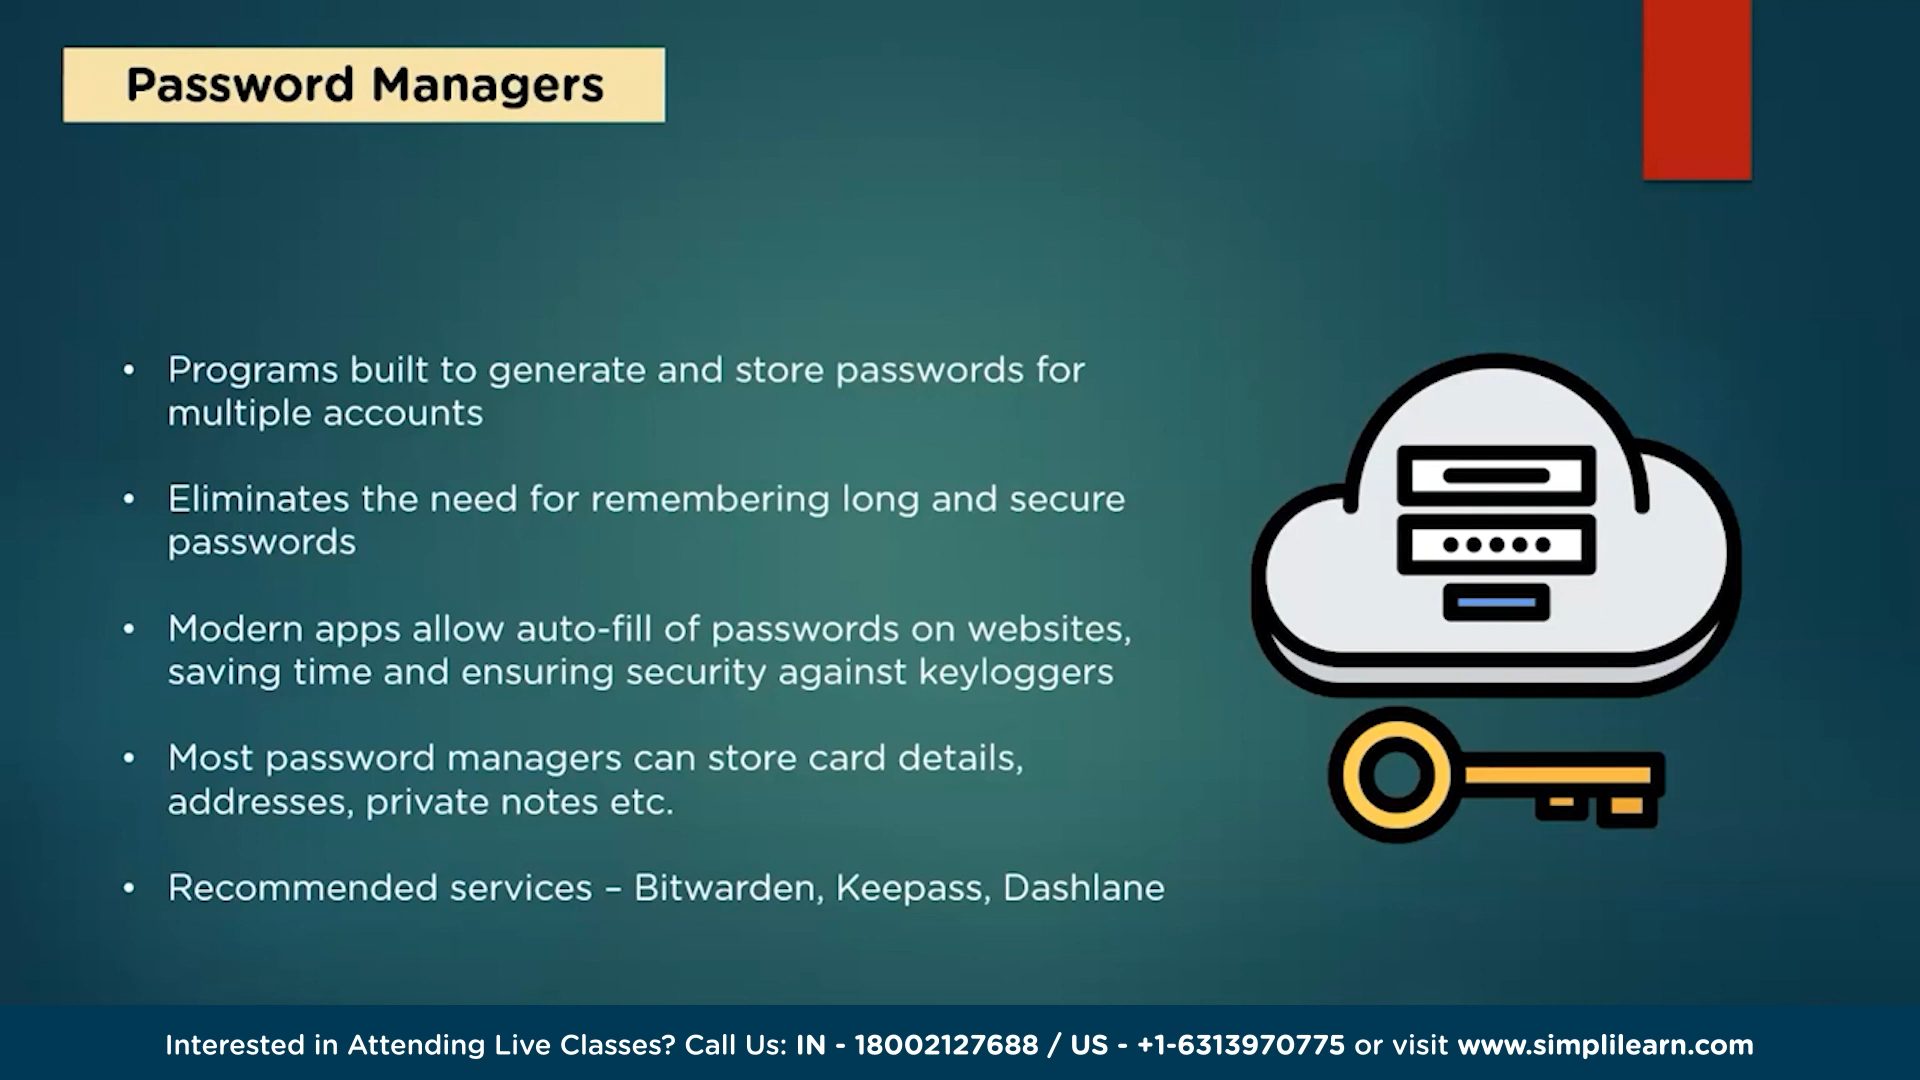 Password Managers
• Programs built to generate and store passwords for
multiple accounts
• Eliminates the need for remembering long and secure
passwords
• Modern apps allow auto-fill of passwords on websites,
saving time and ensuring security against keyloggers
• Most password managers can store card details,
addresses, private notes etc.
• Recommended services – Bitwarden, Keepass, Dashlane
Interested in Attending Live Classes? Call Us: IN - 18002127688 / US - +1-6313970775 or visit www.simplilearn.com